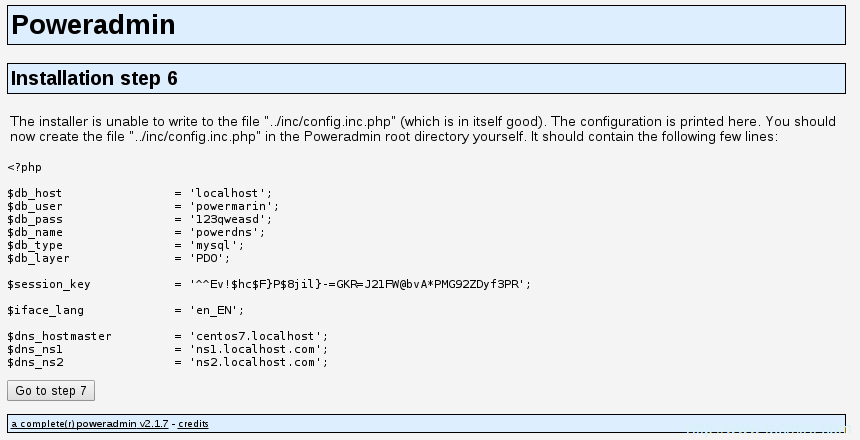 Poweradmin
Installation step 6
The installer is unable to write to the file "../inc/config.inc.php" (which is in itself good). The configuration is printed here. You should
now create the file "../inc/config.inc.php" in the Poweradmin root directory yourself. It should contain the following few lines:
<?php
$db_host = 'localhost';
$db_user = 'powermarin';
$db_pass = '123qweasd';
$db_name = 'powerdns';
$db_type = 'mysql';
$db_layer = 'PDO';
$session_key = '^^Ev!$hc$F}P$8jil}-=GKR=J21FW@bvA*PMG92ZDyf3PR';
$iface_lang = 'en_EN';
$dns_hostmaster = 'centos7.localhost';
$dns_ns1 = 'ns1.localhost.com';
$dns_ns2 = 'ns2.localhost.com';
Go to step 7
a complete(r) poweradmin v2.1.7 - credits